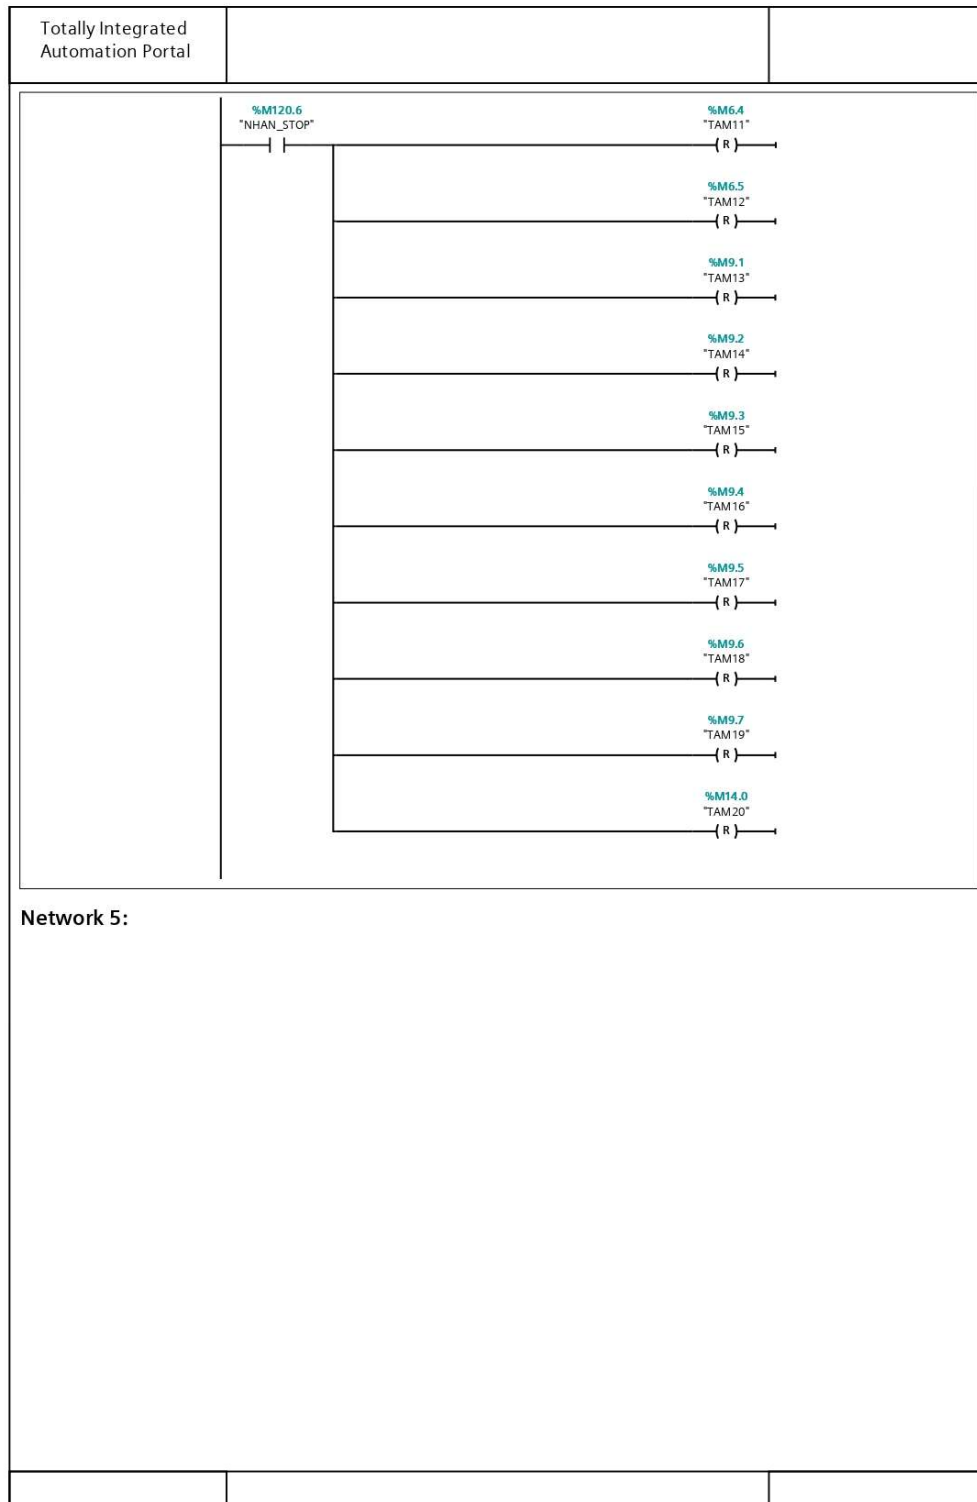 Totally Integrated
Automation Portal
%M120.6
"NHAN_STOP"
%M6.4
"TAM11"
( R )
%M6.5
"TAM12"
( R )
%M9.1
"TAM13"
( R )
%M9.2
"TAM14"
( R )
%M9.3
"TAM15"
( R )
%M9.4
"TAM16"
( R )
%M9.5
"TAM17"
( R )
%M9.6
"TAM18"
( R )
%M9.7
"TAM19"
( R )
%M14.0
"TAM20"
( R )
Network 5: